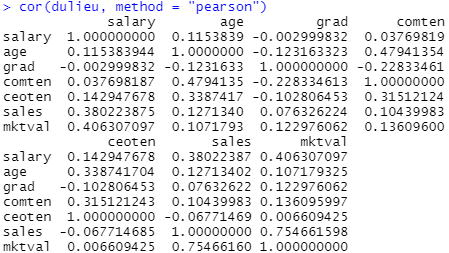 > cor(dulieu, method = "pearson")
salary age grad comten
salary 1.000000000 0.1153839 -0.002999832 0.03769819
age 0.115383944 1.0000000 -0.123163323 0.47941354
grad -0.002999832 -0.1231633 1.000000000 -0.22833461
comten 0.037698187 0.4794135 -0.228334613 1.00000000
ceoten 0.142947678 0.3387417 -0.102806453 0.31512124
sales 0.380223875 0.1271340 0.076326224 0.10439983
mktval 0.406307097 0.1071793 0.122976062 0.13609600
ceoten sales mktval
salary 0.142947678 0.38022387 0.406307097
age 0.338741704 0.12713402 0.107179325
grad -0.102806453 0.07632622 0.122976062
comten 0.315121243 0.10439983 0.136095997
ceoten 1.000000000 -0.06771469 0.006609425
sales -0.067714685 1.00000000 0.754661598
mktval 0.006609425 0.75466160 1.000000000